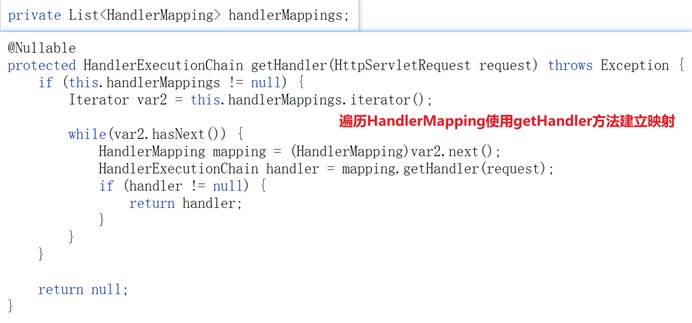 private List<HandlerMapping> handlerMappings;
@Nullable
protected HandlerExecutionChain getHandler(HttpServletRequest request) throws Exception {
    if (this.handlerMappings != null) {
        Iterator var2 = this.handlerMappings.iterator();
遍历HandlerMapping使用getHandler方法建立映射
        while(var2.hasNext()) {
            HandlerMapping mapping = (HandlerMapping)var2.next();
            HandlerExecutionChain handler = mapping.getHandler(request);
            if (handler != null) {
                return handler;
            }
        }
    }
    return null;
}